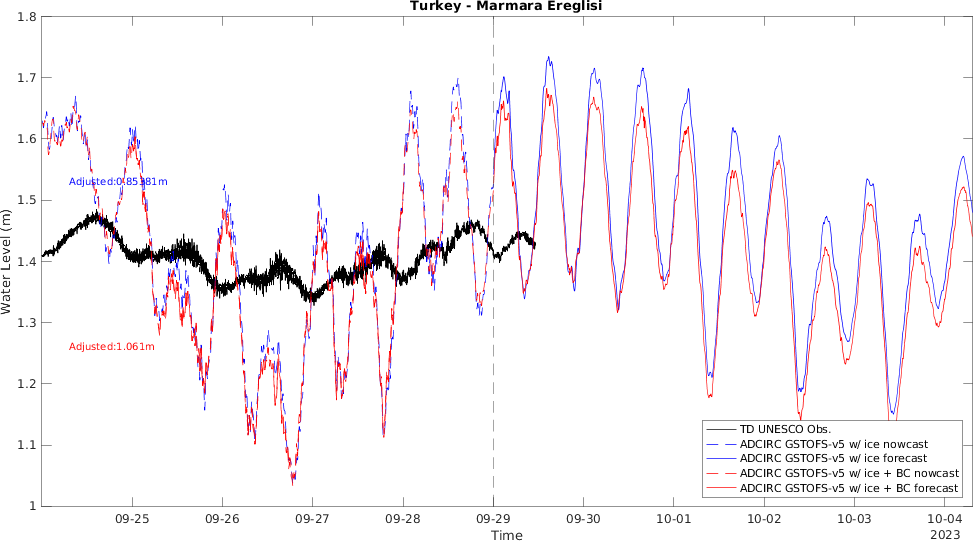 Turkey - Marmara Ereglisi
1.8
1.7
1.6
1.5
1.4
1.3
1.2
1.1
1
Water Level (m)
Adjusted:0.85381m
Adjusted:1.061m
TD UNESCO Obs.
ADCIRC GSTOFS-v5 w/ ice nowcast
ADCIRC GSTOFS-v5 w/ ice forecast
ADCIRC GSTOFS-v5 w/ ice + BC nowcast
ADCIRC GSTOFS-v5 w/ ice + BC forecast
09-25 09-26 09-27 09-28 09-29 09-30 10-01 10-02 10-03 10-04
2023
Time